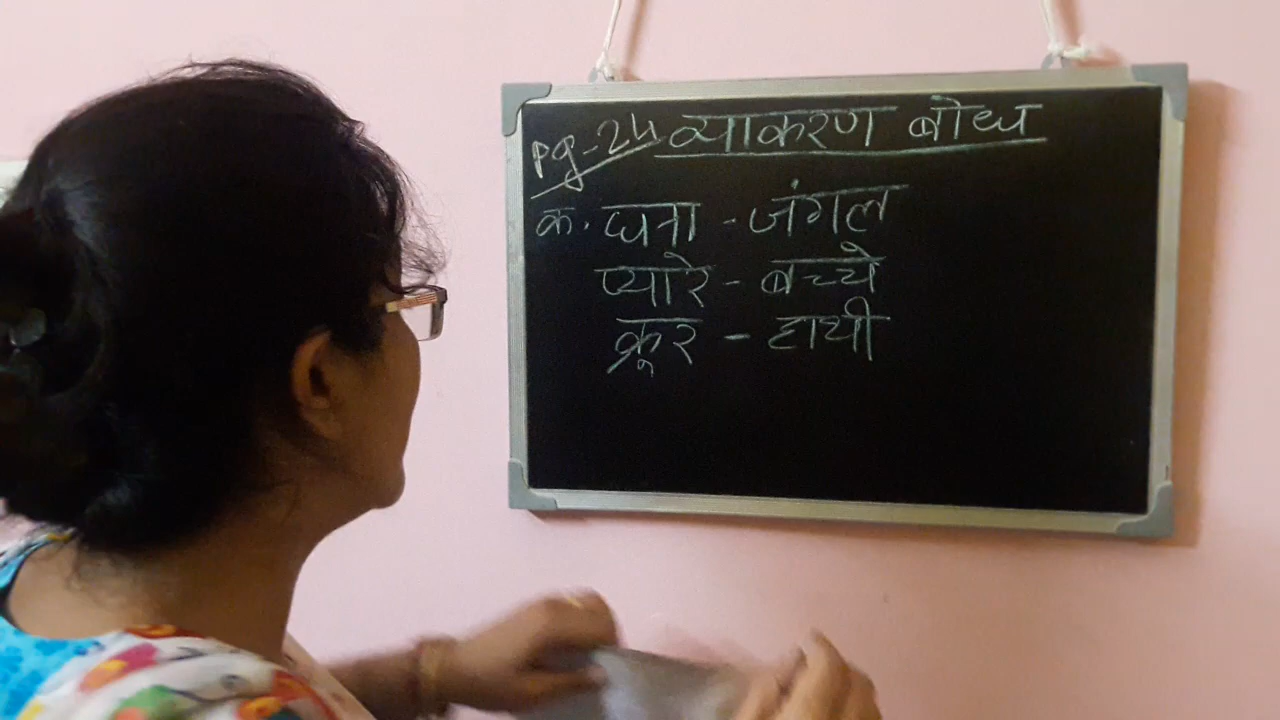 pg-24 व्याकरण बोध
क. घना - जंगल
प्यारे - बच्चे
क्रूर - हाथी